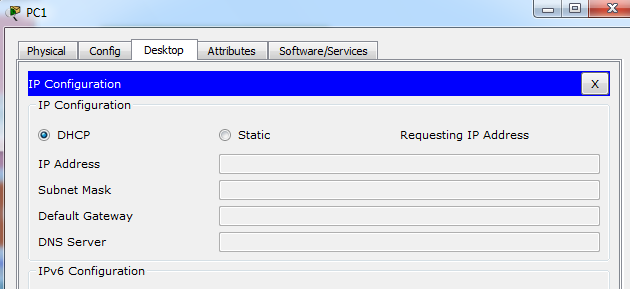 PC1
Physical Config Desktop Attributes Software/Services
IP Configuration X
IP Configuration
DHCP Static Requesting IP Address
IP Address
Subnet Mask
Default Gateway
DNS Server
IPv6 Configuration